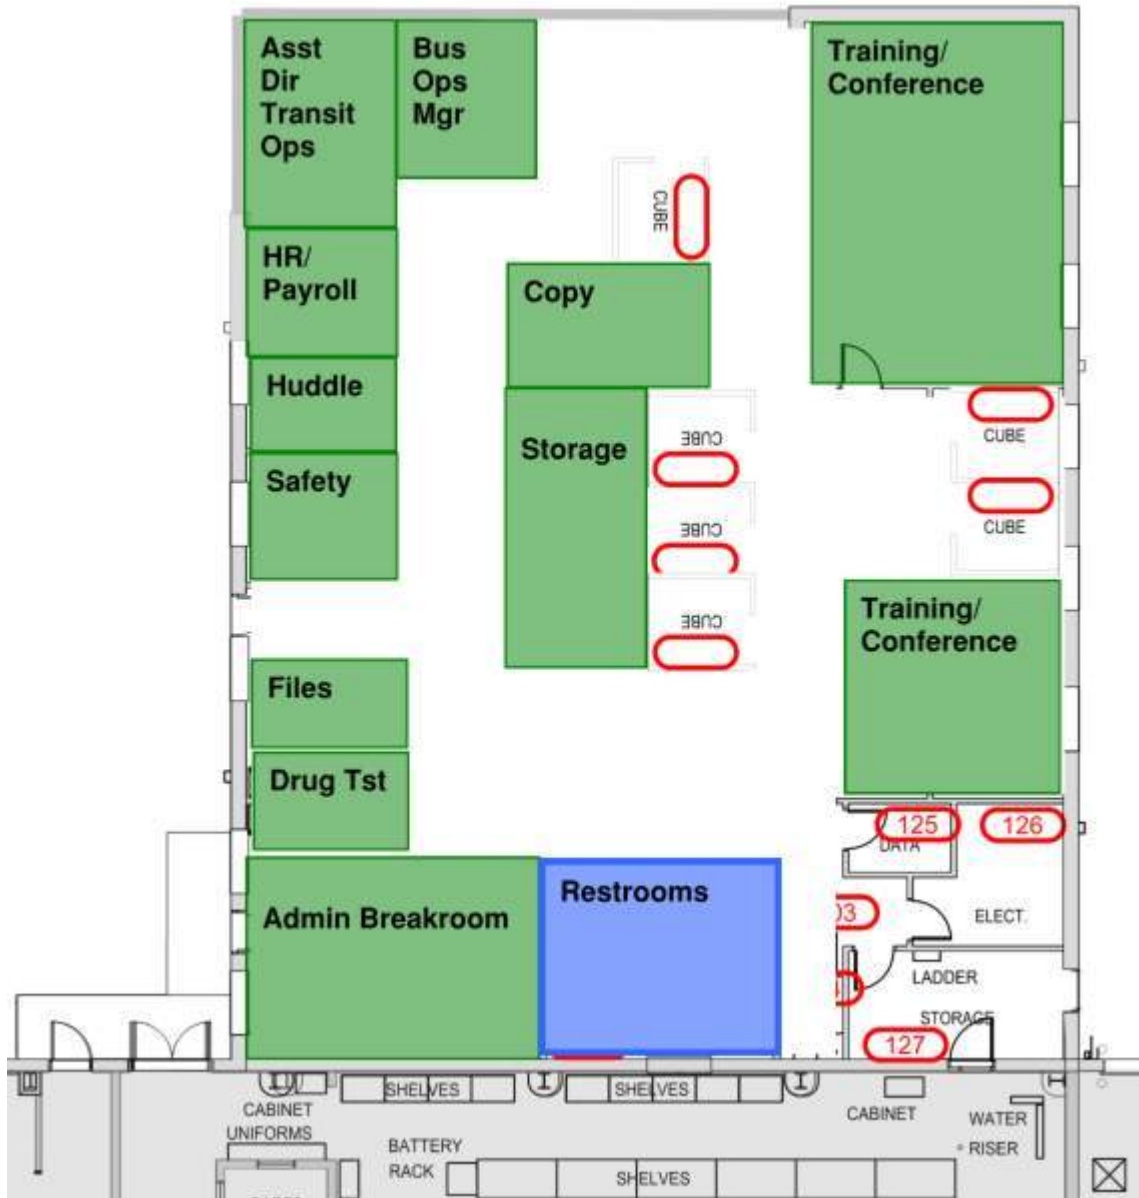 Asst
Dir
Transit
Ops
Bus
Ops
Mgr
Training/
Conference
CUBE
HR/
Payroll
Copy
Huddle
Safety
Storage
CUBE
CUBE
CUBE
CUBE
CUBE
Training/
Conference
Files
Drug Tst
125
126
DATA
Admin Breakroom
Restrooms
03
ELECT.
LADDER
STORAGE
127
SHELVES
SHELVES
CABINET
UNIFORMS
CABINET
WATER
RISER
BATTERY
RACK
SHELVES